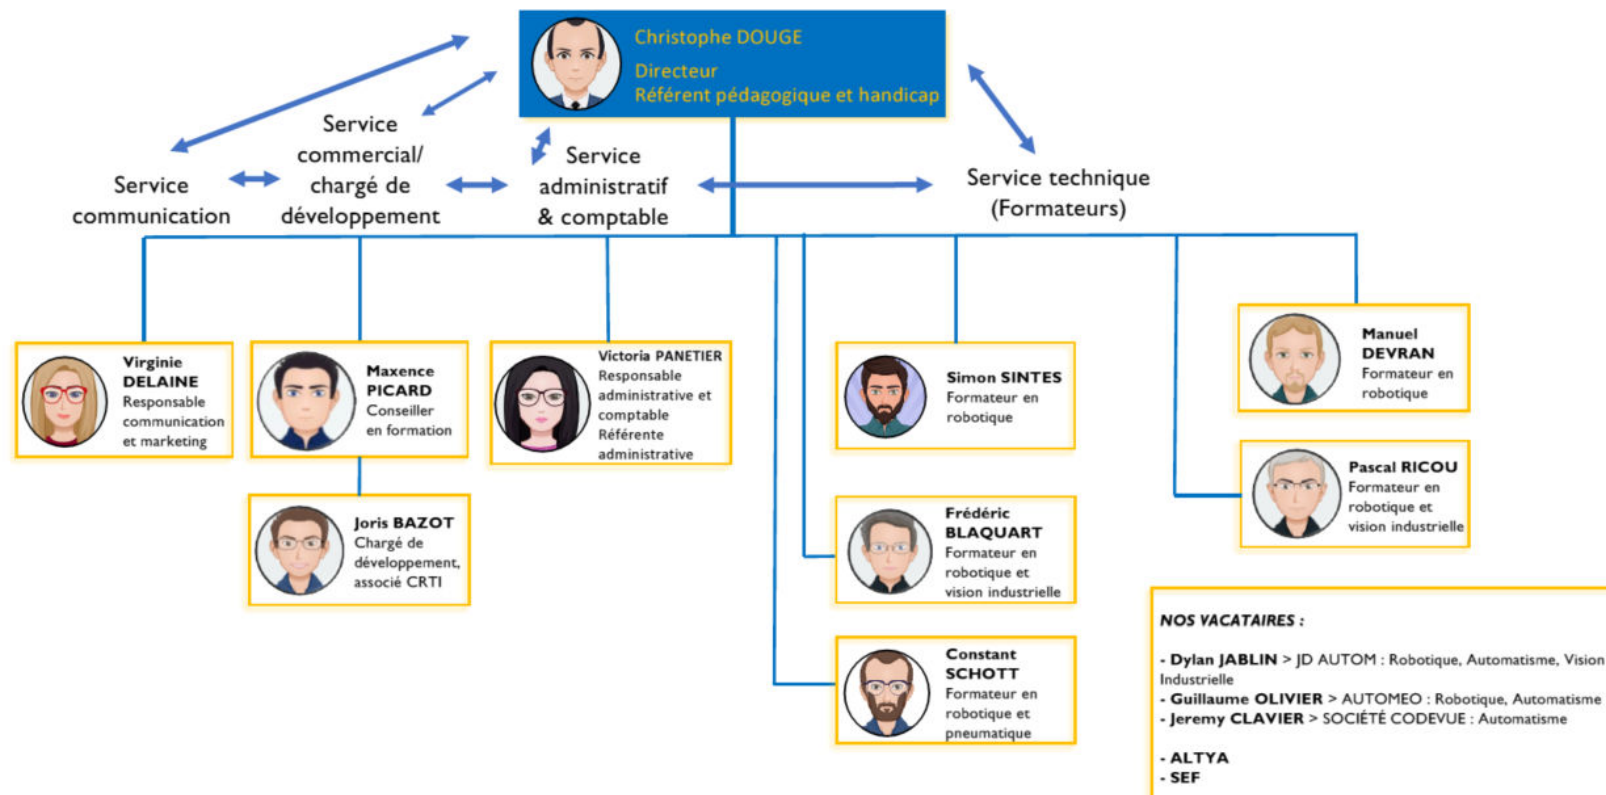 Christophe DOUGE
Directeur
Référent pédagogique et handicap
Service
communication
Service
commercial/
chargé de
développement
Service
administratif
& comptable
Service technique
(Formateurs)
Virginie
DELAINE
Responsable
communication
et marketing
Maxence
PICARD
Conseiller
en formation
Victoria PANETIER
Responsable
administrative et
comptable
Référente
administrative
Simon SINTES
Formateur en
robotique
Manuel
DEVRAN
Formateur en
robotique
Joris BAZOT
Chargé de
développement,
associé CRTI
Frédéric
BLAQUART
Formateur en
robotique et
vision industrielle
Pascal RICOU
Formateur en
robotique et
vision industrielle
Constant
SCHOTT
Formateur en
robotique et
pneumatique
NOS VACATAIRES :
- Dylan JABLIN > JD AUTOM : Robotique, Automatisme, Vision
Industrielle
- Guillaume OLIVIER > AUTOMEO : Robotique, Automatisme
- Jeremy CLAVIER > SOCIÉTÉ CODEVUE : Automatisme
- ALTYA
- SEF